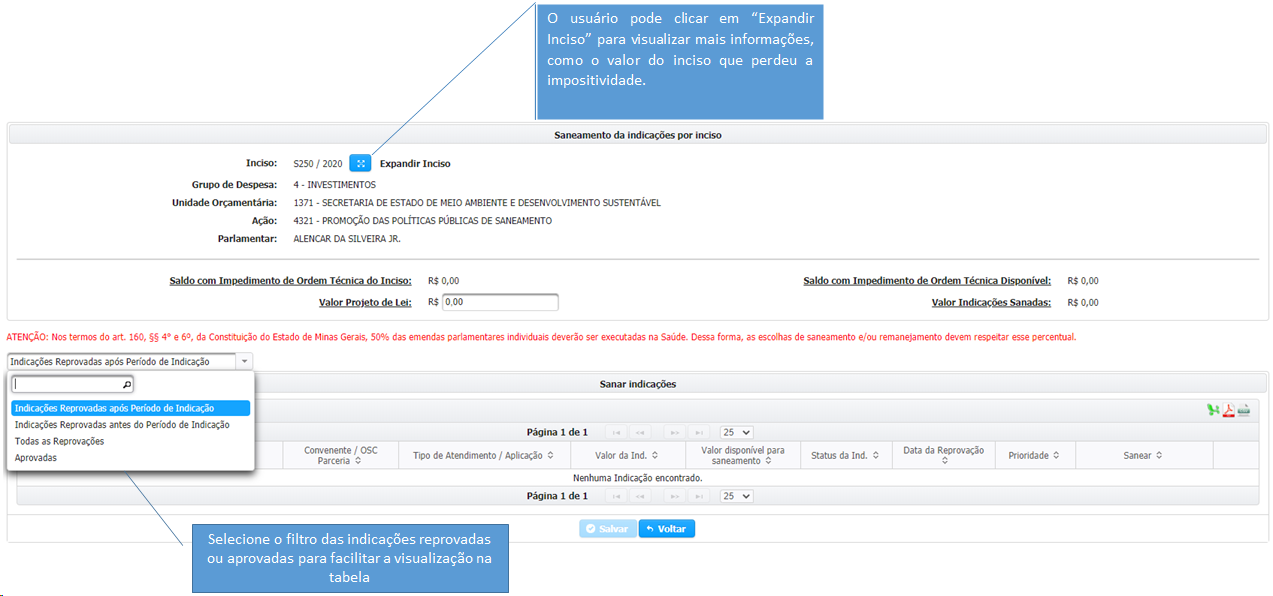 O usuário pode clicar em “Expandir
Inciso” para visualizar mais informações,
como o valor do inciso que perdeu a
impositividade.
Saneamento da indicações por inciso
Inciso: S250 / 2020 Expandir Inciso
Grupo de Despesa: 4 - INVESTIMENTOS
Unidade Orçamentária: 1371 - SECRETARIA DE ESTADO DE MEIO AMBIENTE E DESENVOLVIMENTO SUSTENTÁVEL
Ação: 4321 - PROMOÇÃO DAS POLÍTICAS PÚBLICAS DE SANEAMENTO
Parlamentar: ALENCAR DA SILVEIRA JR.
Saldo com Impedimento de Ordem Técnica do Inciso: R$ 0,00 Saldo com Impedimento de Ordem Técnica Disponível: R$ 0,00
Valor Projeto de Lei: R$ 0,00 Valor Indicações Sanadas: R$ 0,00
ATENÇÃO: Nos termos do art. 160, §§ 4° e 6º, da Constituição do Estado de Minas Gerais, 50% das emendas parlamentares individuais deverão ser executadas na Saúde. Dessa forma, as escolhas de saneamento e/ou remanejamento devem respeitar esse percentual.
Indicações Reprovadas após Período de Indicação
Sanar indicações
Indicações Reprovadas após Período de Indicação
Indicações Reprovadas antes do Período de Indicação
Todas as Reprovações
Aprovadas
Página 1 de 1 25
Convenente / OSC Parceria Tipo de Atendimento / Aplicação Valor da Ind. Valor disponível para saneamento Status da Ind. Data da Reprovação Prioridade Sanear
Nenhuma Indicação encontrado.
Página 1 de 1 25
Salvar Voltar
Selecione o filtro das indicações reprovadas
ou aprovadas para facilitar a visualização na
tabela